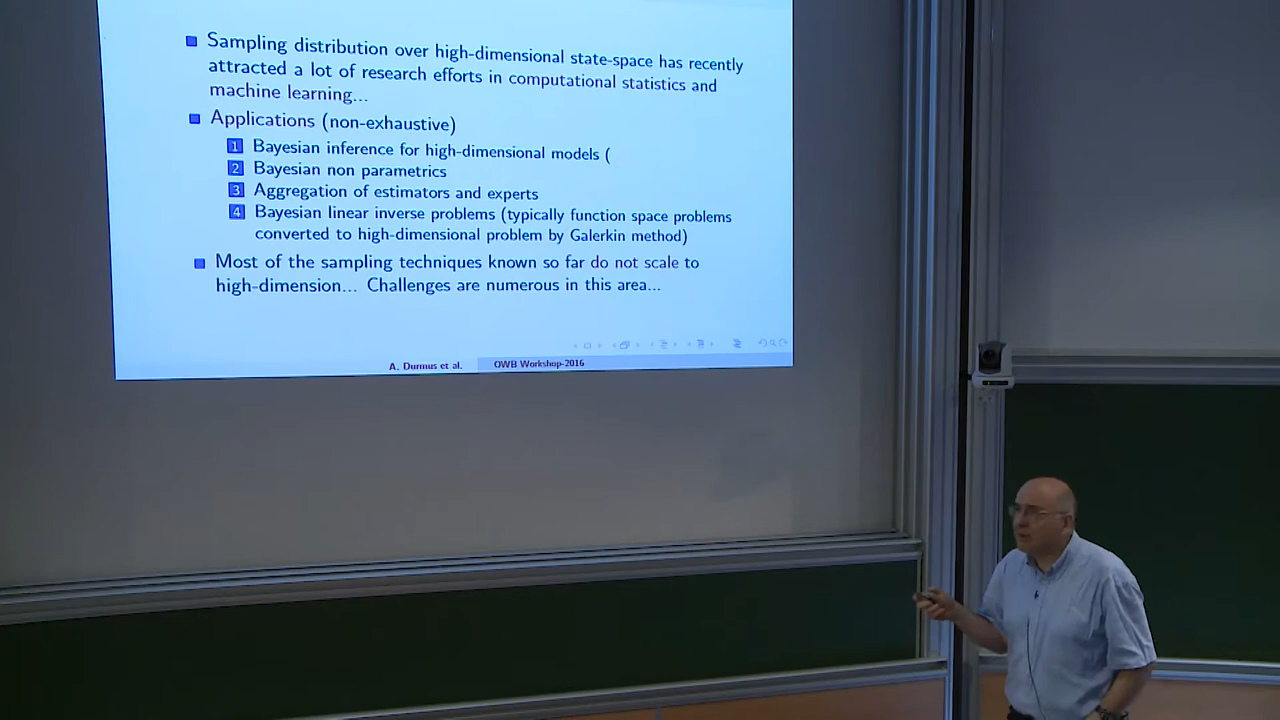 Sampling distribution over high-dimensional state-space has recently
attracted a lot of research efforts in computational statistics and
machine learning...
Applications (non-exhaustive)
1 Bayesian inference for high-dimensional models (
2 Bayesian non parametrics
3 Aggregation of estimators and experts
4 Bayesian linear inverse problems (typically function space problems
converted to high-dimensional problem by Galerkin method)
Most of the sampling techniques known so far do not scale to
high-dimension... Challenges are numerous in this area...
A. Durmus et al. OWB Workshop-2016